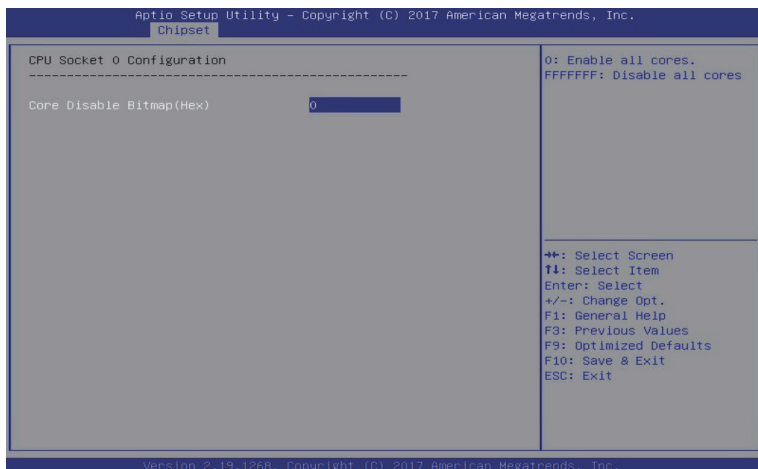 Aptio Setup Utility – Copyright (C) 2017 American Megatrends, Inc.
Chipset
CPU Socket 0 Configuration
--------------------------------------------------
Core Disable Bitmap(Hex) 0
0: Enable all cores.
FFFFFFF: Disable all cores
→←: Select Screen
↑↓: Select Item
Enter: Select
+/-: Change Opt.
F1: General Help
F3: Previous Values
F9: Optimized Defaults
F10: Save & Exit
ESC: Exit
Version 2.19.1268. Copyright (C) 2017 American Megatrends, Inc.